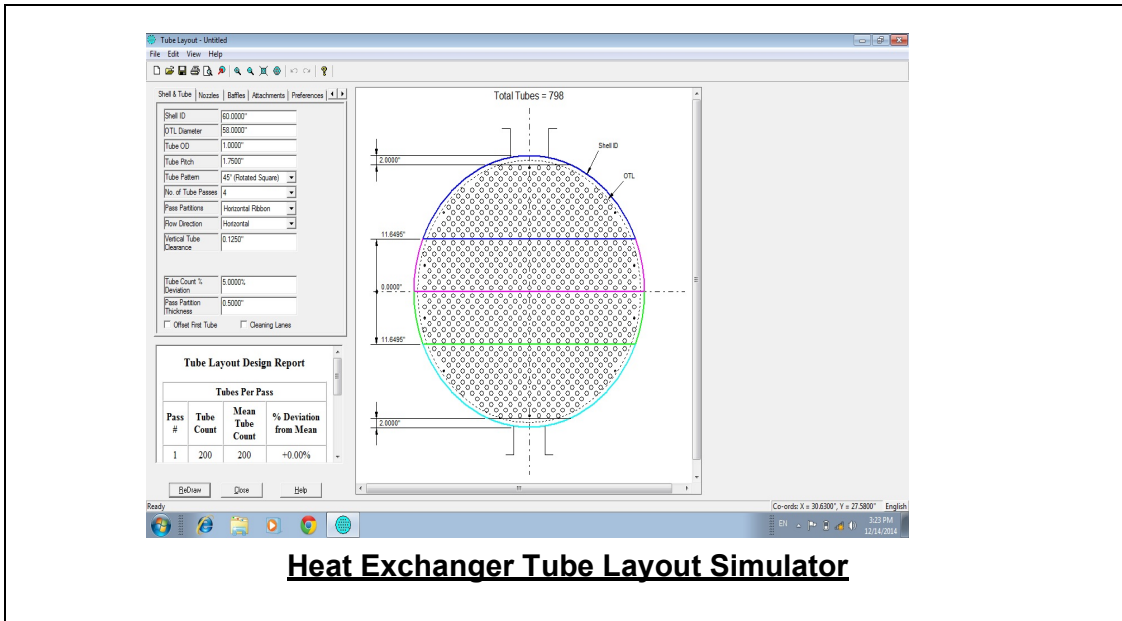 Tube Layout - Untitled
File Edit View Help
Shell & Tube Nozzles Baffles Attachments Preferences
Shell ID 60.0000"
OTL Diameter 58.0000"
Tube OD 1.0000"
Tube Pitch 1.7500"
Tube Pattern 45° (Rotated Square)
No. of Tube Passes 4
Pass Partitions Horizontal Ribbon
Flow Direction Horizontal
Vertical Tube Clearance 0.1250"
Tube Count % Deviation 5.0000%
Pass Partition Thickness 0.5000"
Offset First Tube Cleaning Lanes
Tube Layout Design Report
Tubes Per Pass
Pass # Tube Count Mean Tube Count % Deviation from Mean
1 200 200 +0.00%
ReDraw Close Help
Total Tubes = 798
Shell ID
OTL
2.0000"
11.6495"
0.0000"
11.6495"
2.0000"
Ready
Co-ords: X = 30.6300", Y = 27.5800" English
EN
3:23 PM
12/14/2014
Heat Exchanger Tube Layout Simulator